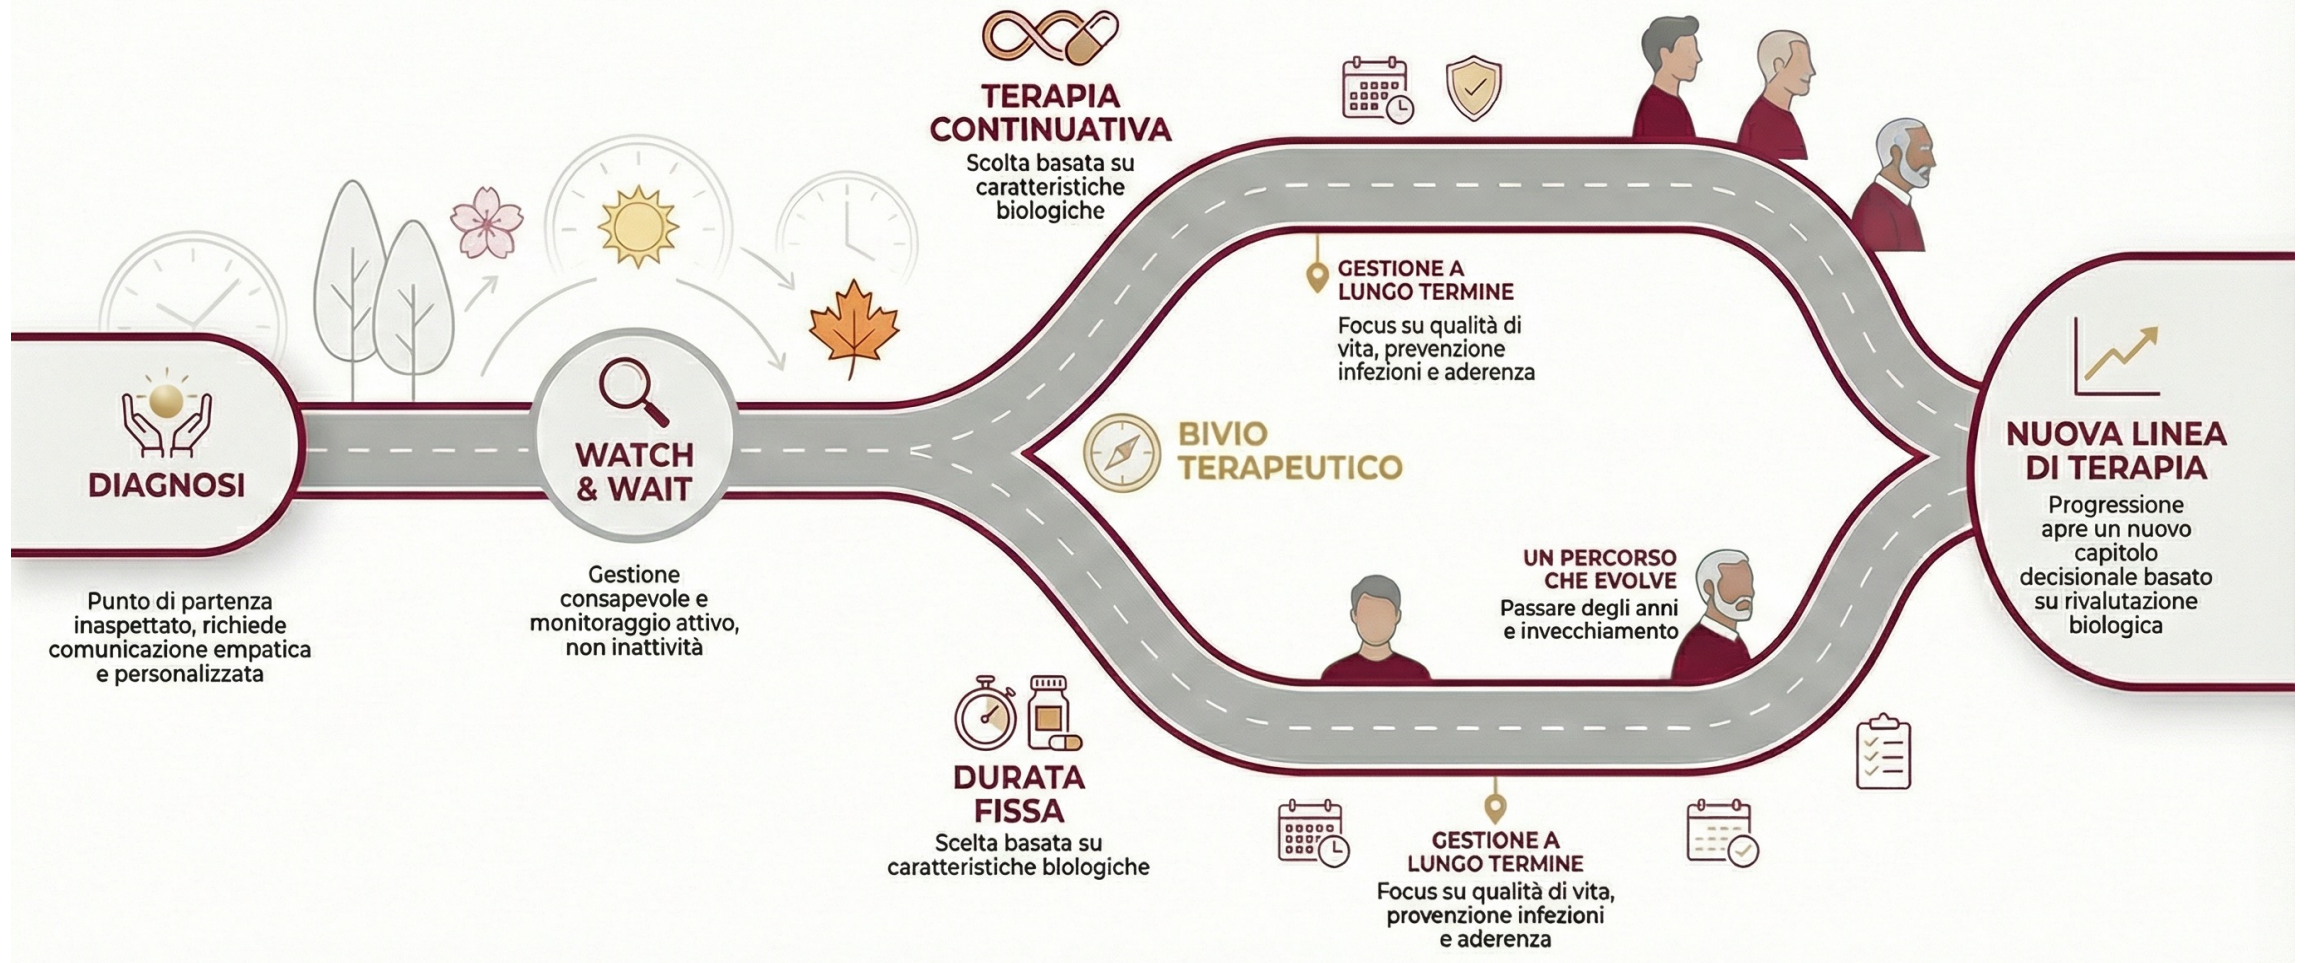 DIAGNOSI
Punto di partenza
inaspettato, richiede
comunicazione empatica
e personalizzata
WATCH
& WAIT
Gestione
consapevole e
monitoraggio attivo,
non inattività
TERAPIA
CONTINUATIVA
Scolta basata su
caratteristiche
biologiche
GESTIONE A
LUNGO TERMINE
Focus su qualità di
vita, prevenzione
infezioni e aderenza
BIVIO
TERAPEUTICO
UN PERCORSO
CHE EVOLVE
Passare degli anni
e invecchiamento
DURATA
FISSA
Scelta basata su
caratteristiche blologiche
GESTIONE A
LUNGO TERMINE
Focus su qualità di vita,
provenzione infezioni
e aderenza
NUOVA LINEA
DI TERAPIA
Progressione
apre un nuovo
capitolo
decisionale basato
su rivalutazione
biologica